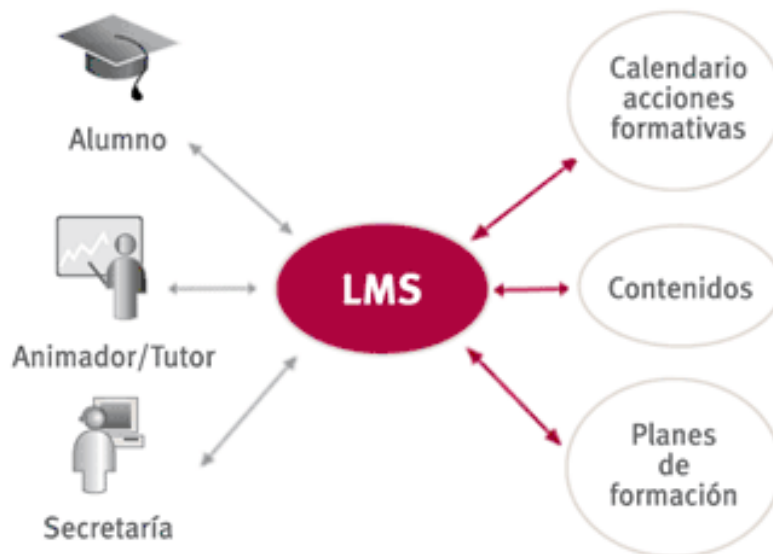 Alumno
Animador/Tutor
Secretaría
LMS
Calendario
acciones
formativas
Contenidos
Planes
de
formación